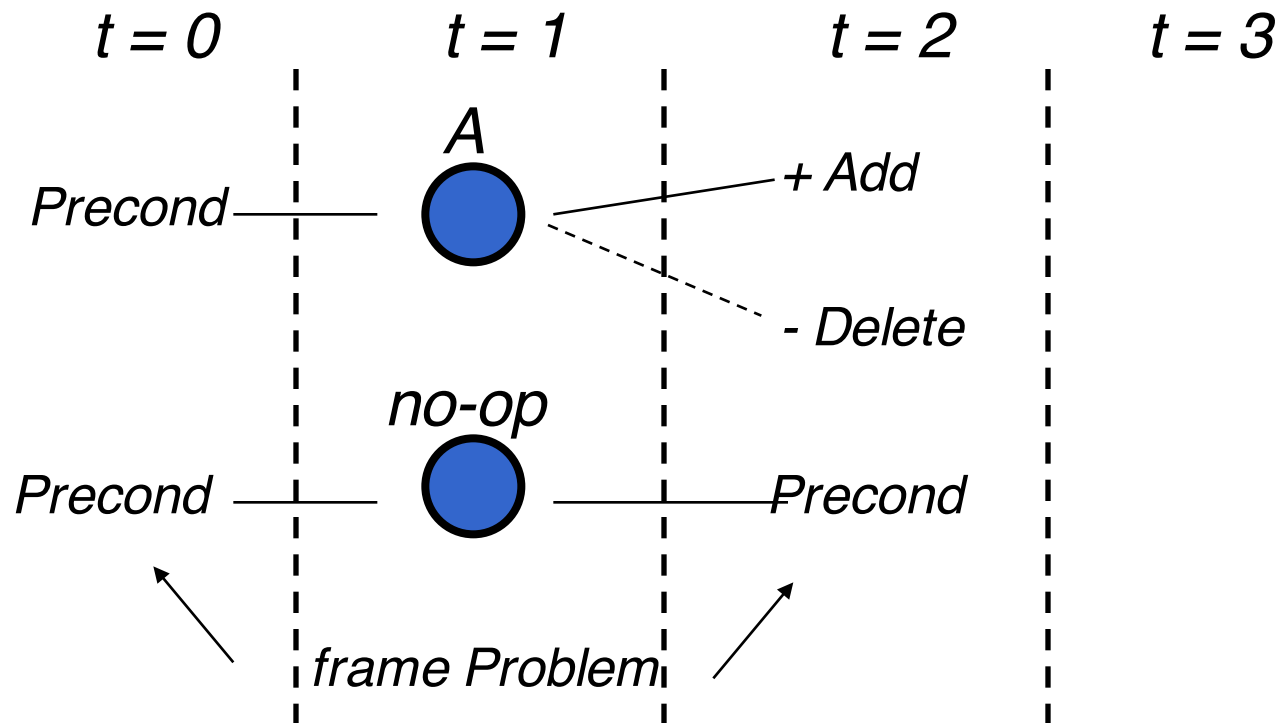 t = 0 t = 1 t = 2 t = 3
A
Precond
+ Add
- Delete
no-op
Precond
Precond
frame Problem